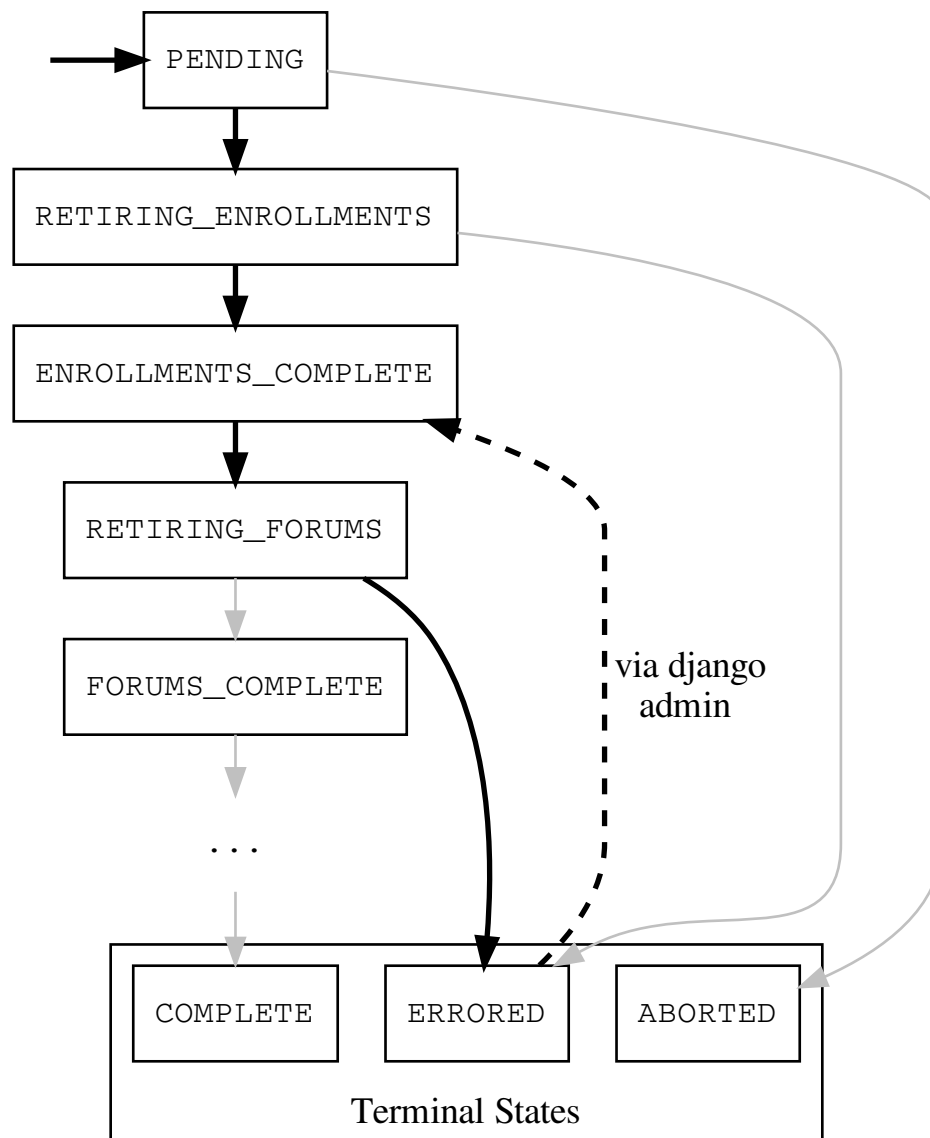 PENDING
RETIRING_ENROLLMENTS
ENROLLMENTS_COMPLETE
RETIRING_FORUMS
FORUMS_COMPLETE
via django
admin
...
COMPLETE
ERRORED
ABORTED
Terminal States